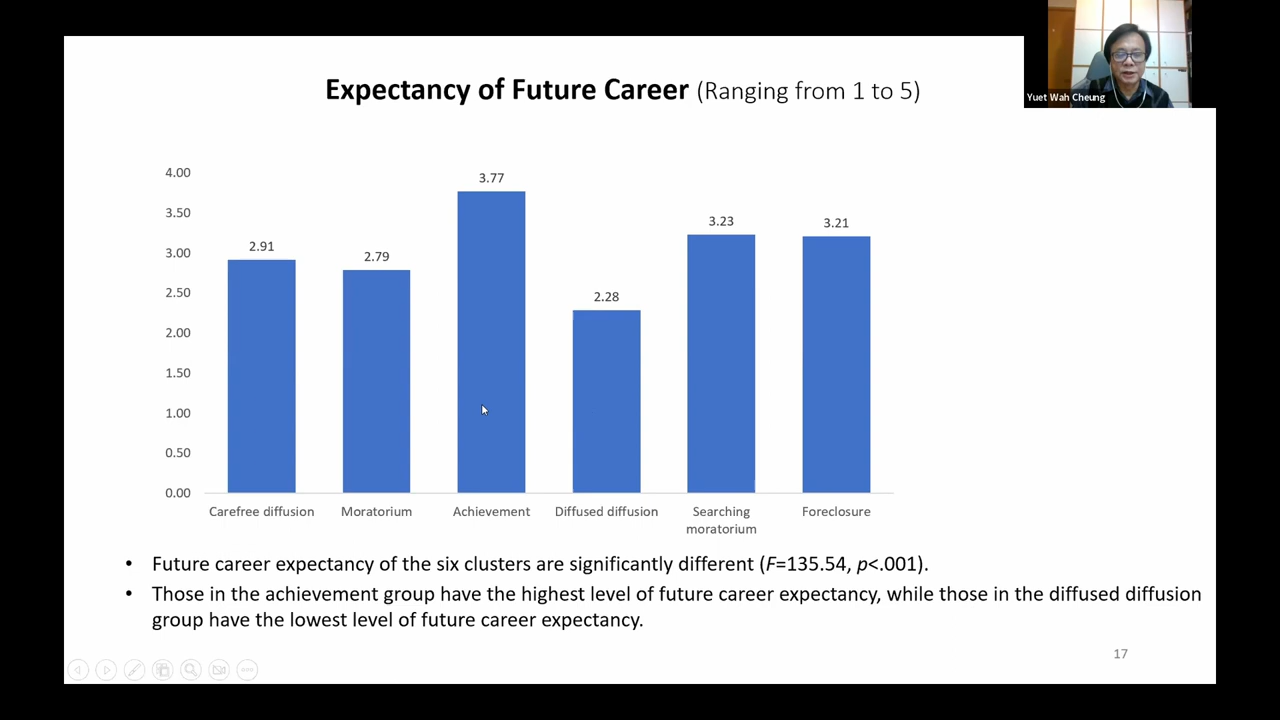 Expectancy of Future Career (Ranging from 1 to 5)
Yuet Wah Cheung
4.00
3.50
3.00
2.50
2.00
1.50
1.00
0.50
0.00
2.91
2.79
3.77
2.28
3.23
3.21
Carefree diffusion
Moratorium
Achievement
Diffused diffusion
Searching
moratorium
Foreclosure
• Future career expectancy of the six clusters are significantly different (F=135.54, p<.001).
• Those in the achievement group have the highest level of future career expectancy, while those in the diffused diffusion
group have the lowest level of future career expectancy.
17